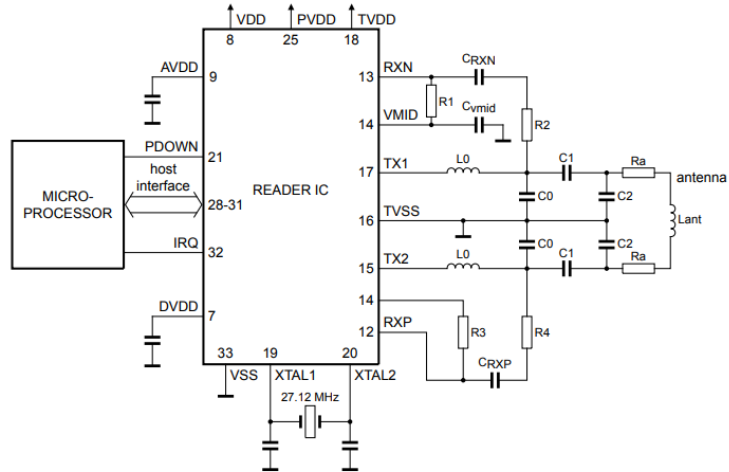 VDD PVDD TVDD
8 25 18
AVDD 9
13 RXN CRXN
R1
14 VMID Cvmid
R2
PDOWN 21
host
interface
MICRO-
PROCESSOR
READER IC
28-31
17 TX1 L0 C1 Ra antenna
C0 C2
16 TVSS
Lant
C0 C2
IRQ 32
15 TX2 L0 C1 Ra
14
R3 R4
12 RXP
CRXP
DVDD 7
33 19 20
VSS XTAL1 XTAL2
27.12 MHz